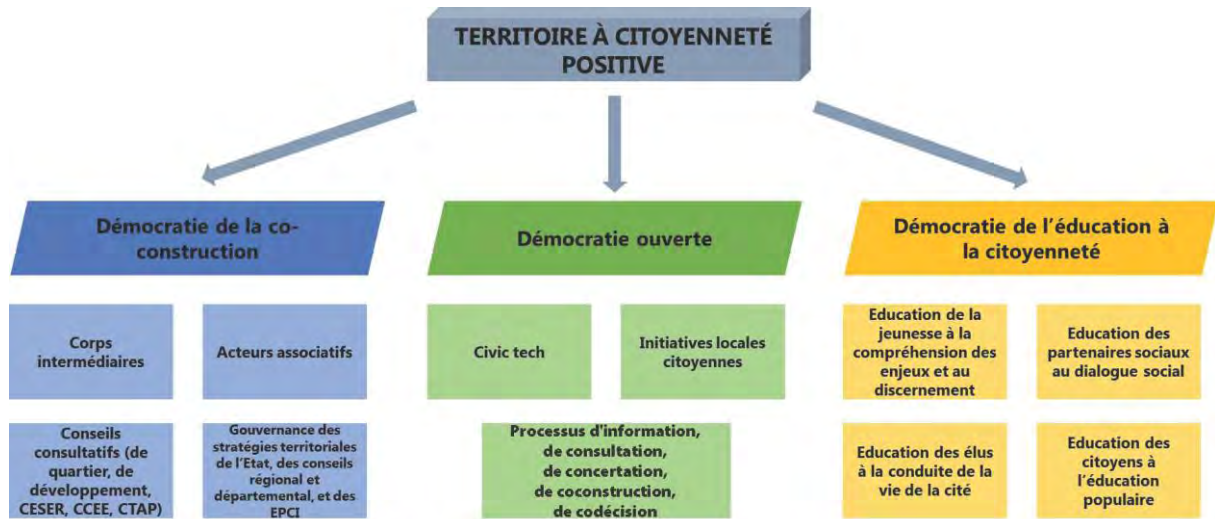 TERRITOIRE À CITOYENNETÉ
POSITIVE
Démocratie de la co-
construction
Corps
intermédiaires
Acteurs associatifs
Conseils
consultatifs (de
quartier, de
développement,
CESER, CCEE, CTAP)
Gouvernance des
stratégies territoriales
de l'Etat, des conseils
régional et
départemental, et des
EPCI
Démocratie ouverte
Civic tech
Initiatives locales
citoyennes
Processus d'information,
de consultation,
de concertation,
de coconstruction,
de codécision
Démocratie de l'éducation à
la citoyenneté
Education de la
jeunesse à la
compréhension des
enjeux et au
discernement
Education des
partenaires sociaux
au dialogue social
Education des élus
à la conduite de la
vie de la cité
Education des
citoyens à
l'éducation
populaire